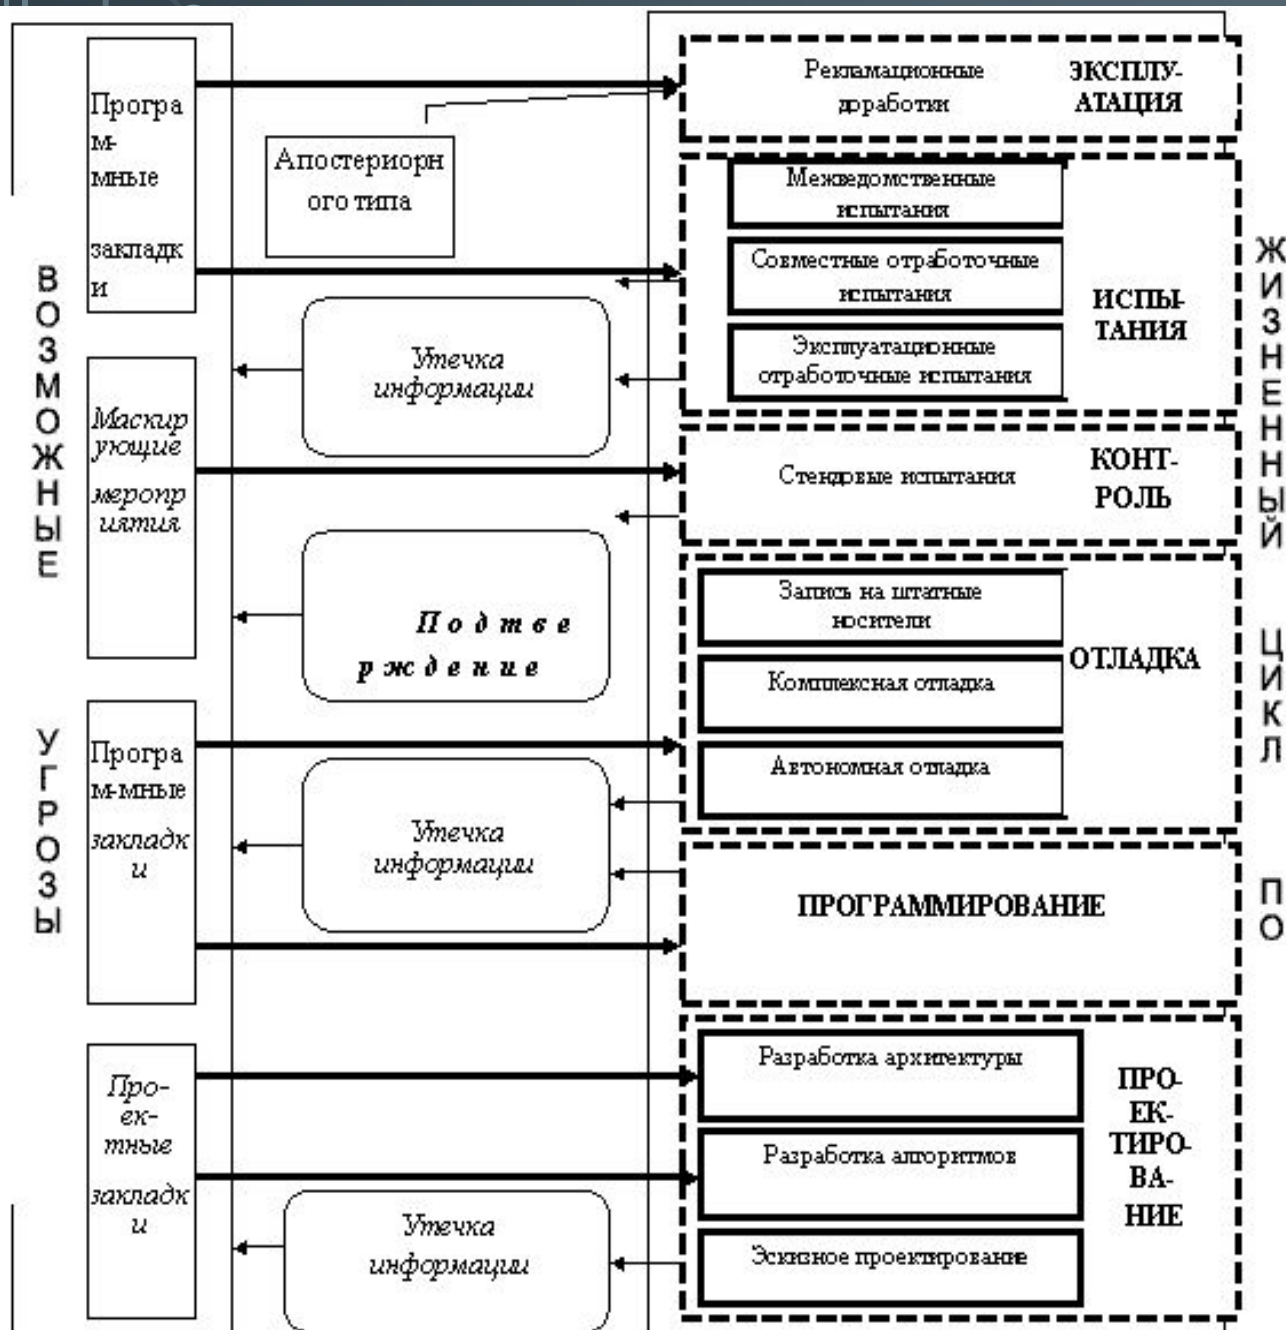 ВОЗМОЖНЫЕ
УГРОЗЫ
Програ
м-
мные
закладк
и
Маскир
ующие
меропр
иятия
Програ
м-мные
закладк
и
Про-
ек-
тные
закладк
и
Апостериорн
ого типа
Утечка
информации
Подтве
рждение
Утечка
информации
Утечка
информации
Рекламационные
доработки
ЭКСПЛУ-
АТАЦИЯ
Межведомственные
испытания
Совместные отработочные
испытания
Эксплуатационные
отработочные испытания
ИСПЫ-
ТАНИЯ
Стендовые испытания
КОНТ-
РОЛЬ
Запись на штатные
носители
Комплексная отладка
Автономная отладка
ОТЛАДКА
ПРОГРАММИРОВАНИЕ
Разработка архитектуры
Разработка алгоритмов
Эскизное проектирование
ПРО-
ЕК-
ТИРО-
ВА-
НИЕ
ЖИЗНЕННЫЙ
ЦИКЛ
ПО